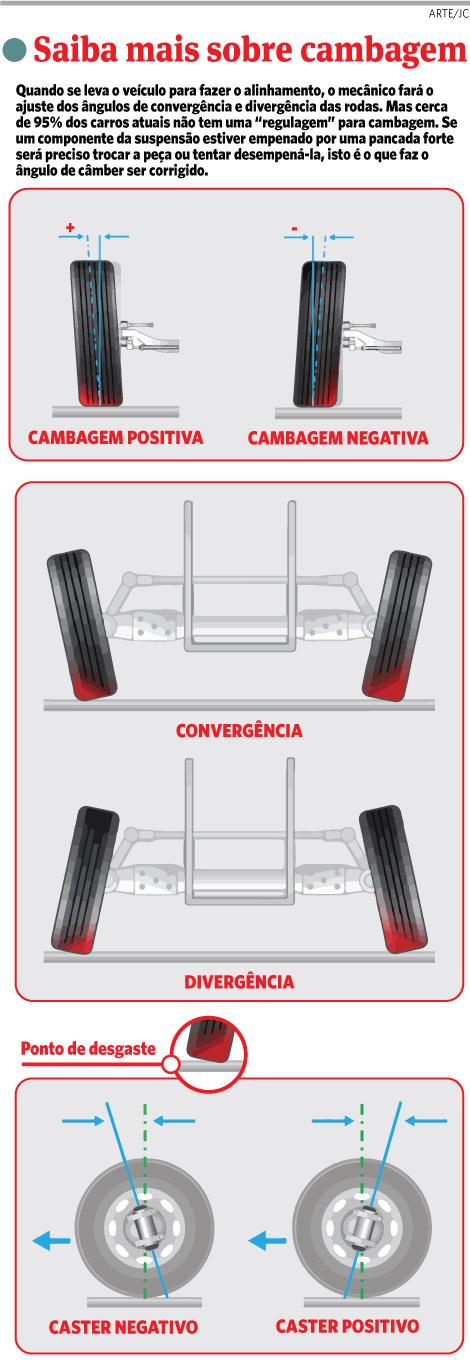 ARTE/JC
Saiba mais sobre cambagem
Quando se leva o veículo para fazer o alinhamento, o mecânico fará o
ajuste dos ângulos de convergência e divergência das rodas. Mas cerca
de 95% dos carros atuais não tem uma “regulagem” para cambagem. Se
um componente da suspensão estiver empenado por uma pancada forte
será preciso trocar a peça ou tentar desempená-la, isto é o que faz o
ângulo de câmber ser corrigido.
+
-
CAMBAGEM POSITIVA
CAMBAGEM NEGATIVA
CONVERGÊNCIA
DIVERGÊNCIA
Ponto de desgaste
CASTER NEGATIVO
CASTER POSITIVO